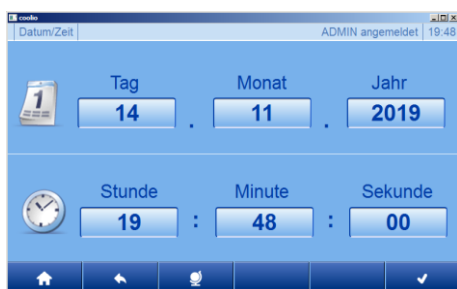 coolio
Datum/Zeit ADMIN angemeldet 19:48
Tag Monat Jahr
14 . 11 . 2019
Stunde Minute Sekunde
19 : 48 : 00